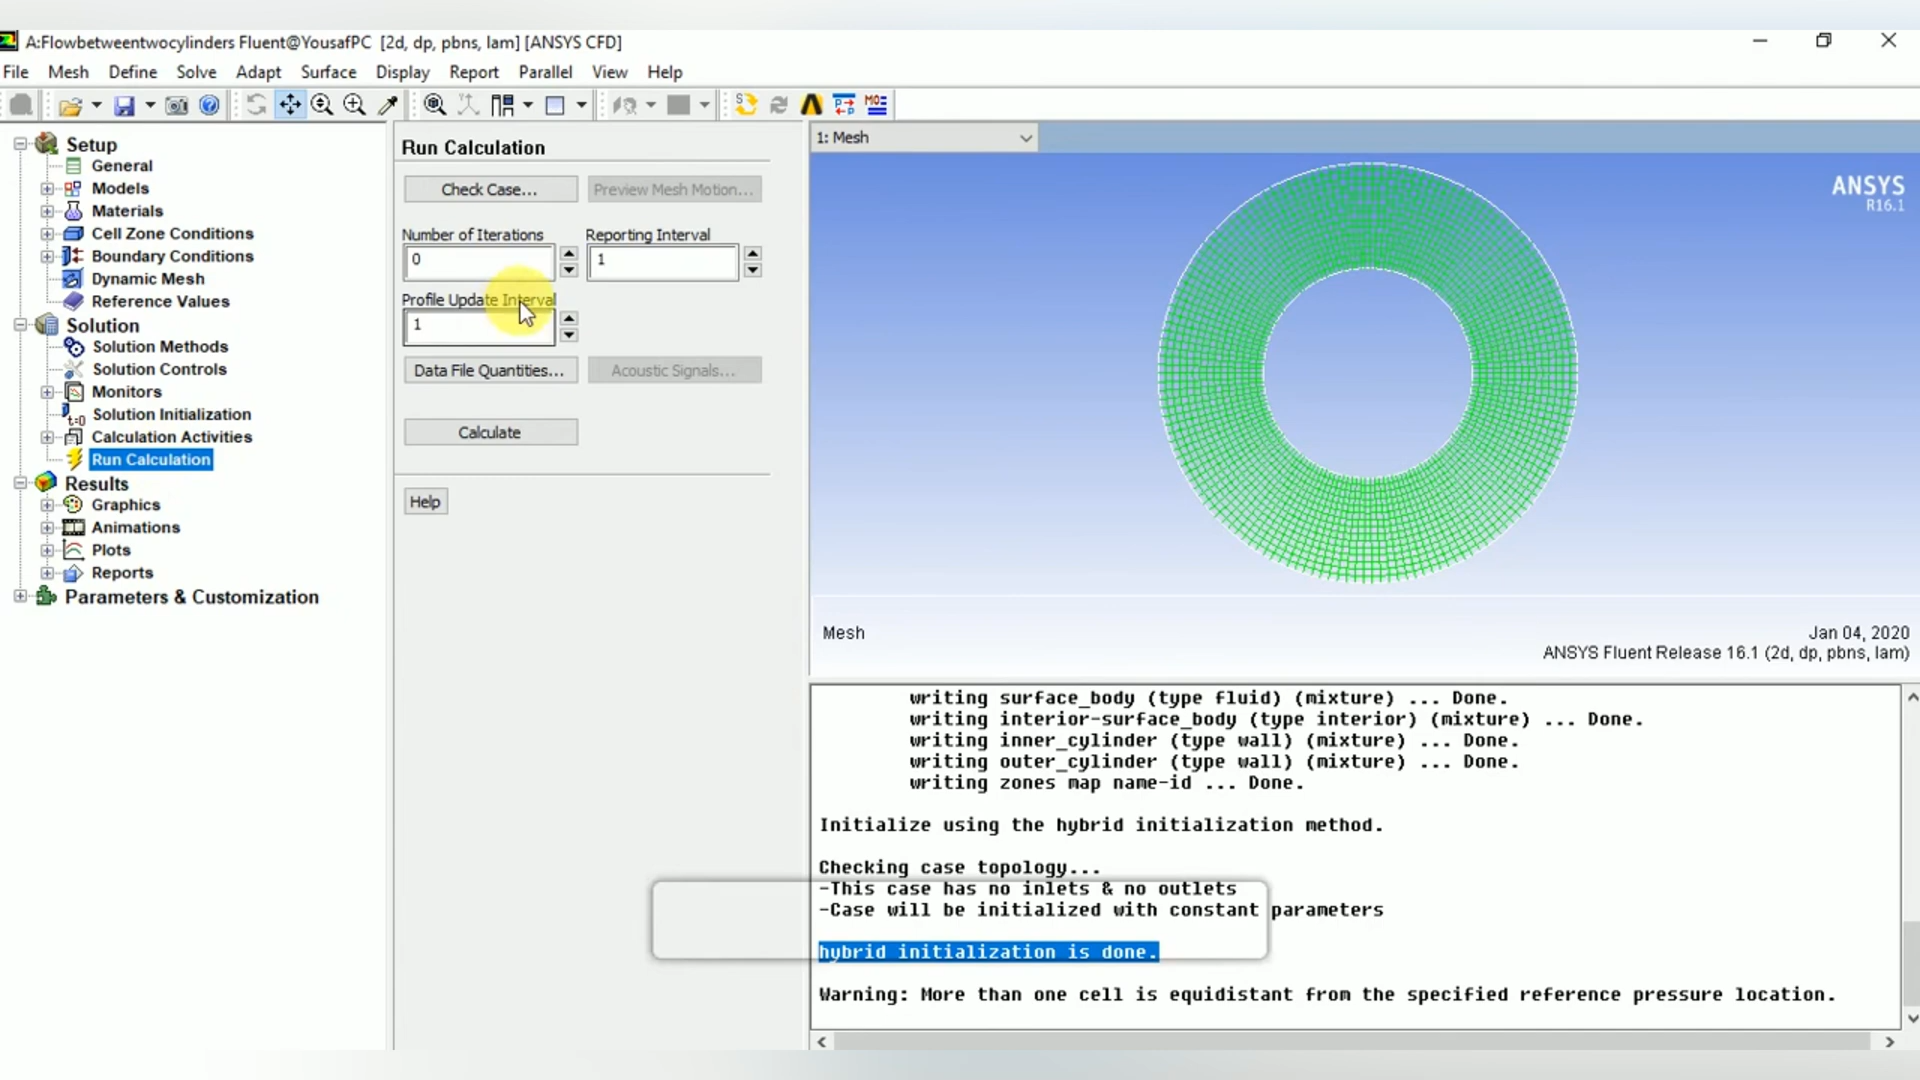 A:Flowbetweentwocylinders Fluent@YousafPC [2d, dp, pbns, lam] [ANSYS CFD]
File Mesh Define Solve Adapt Surface Display Report Parallel View Help
Setup
General
Models
Materials
Cell Zone Conditions
Boundary Conditions
Dynamic Mesh
Reference Values
Solution
Solution Methods
Solution Controls
Monitors
t=0
Solution Initialization
Calculation Activities
Run Calculation
Results
Graphics
Animations
Plots
Reports
Parameters & Customization
Run Calculation
Check Case...
Preview Mesh Motion...
Number of Iterations
Reporting Interval
0
1
Profile Update Interval
1
Data File Quantities...
Acoustic Signals...
Calculate
Help
1: Mesh
ANSYS
R16.1
Mesh
Jan 04, 2020
ANSYS Fluent Release 16.1 (2d, dp, pbns, lam)
writing surface_body (type fluid) (mixture) ... Done.
writing interior-surface_body (type interior) (mixture) ... Done.
writing inner_cylinder (type wall) (mixture) ... Done.
writing outer_cylinder (type wall) (mixture) ... Done.
writing zones map name-id ... Done.
Initialize using the hybrid initialization method.
Checking case topology...
-This case has no inlets & no outlets
-Case will be initialized with constant parameters
hybrid initialization is done.
Warning: More than one cell is equidistant from the specified reference pressure location.